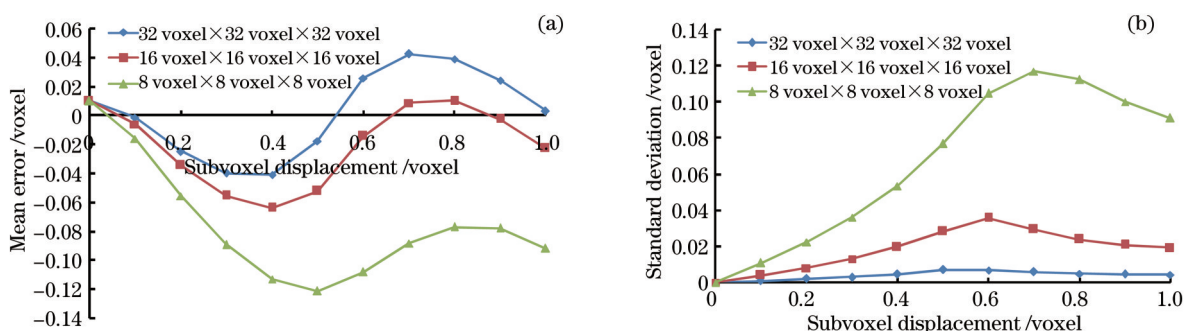 (a)
32 voxel×32 voxel×32 voxel
16 voxel×16 voxel×16 voxel
8 voxel×8 voxel×8 voxel
Mean error /voxel
0.06
0.04
0.02
0
−0.02
−0.04
−0.06
−0.08
−0.10
−0.12
−0.14
0 0.2 0.4 0.6 0.8 1.0
Subvoxel displacement /voxel
(b)
32 voxel×32 voxel×32 voxel
16 voxel×16 voxel×16 voxel
8 voxel×8 voxel×8 voxel
Standard deviation /voxel
0.14
0.12
0.10
0.08
0.06
0.04
0.02
0
0 0.2 0.4 0.6 0.8 1.0
Subvoxel displacement /voxel